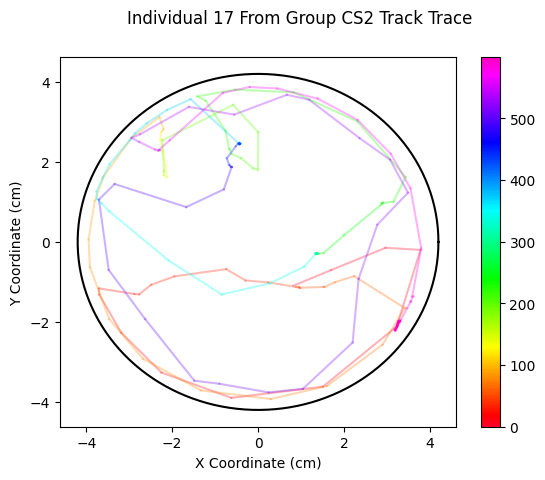 Individual 17 From Group CS2 Track Trace
4
2
0
−2
−4
Y Coordinate (cm)
−4 −2 0 2 4
X Coordinate (cm)
500
400
300
200
100
0